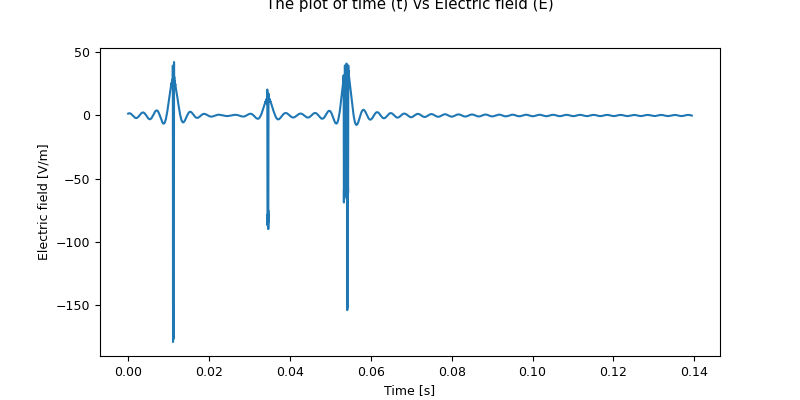 The plot of time (t) vs Electric field (E)
50
0
−50
−100
−150
Electric field [V/m]
0.00 0.02 0.04 0.06 0.08 0.10 0.12 0.14
Time [s]